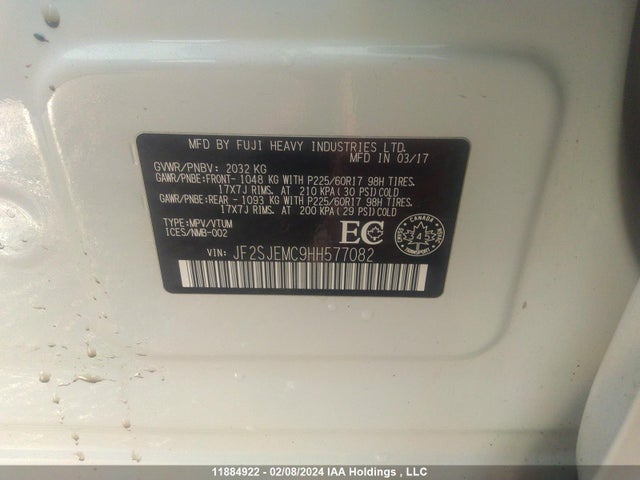 MFD BY FUJI HEAVY INDUSTRIES LTD.
MFD IN 03/17
GVWR/PNBV: 2032 KG
GAWR/PNBE:FRONT- 1048 KG WITH P225/60R17 98H TIRES.
17X7J RIMS. AT 210 KPA(30 PSI)COLD
GAWR/PNBE:REAR - 1093 KG WITH P225/60R17 98H TIRES.
17X7J RIMS. AT 200 KPA(29 PSI)COLD
TYPE:MPV/VTUM
ICES/NMB-002
EC
CANADA
4
TRANSPORT
VIN: JF2SJEMC9HH577082
11884922 - 02/08/2024 IAA Holdings , LLC